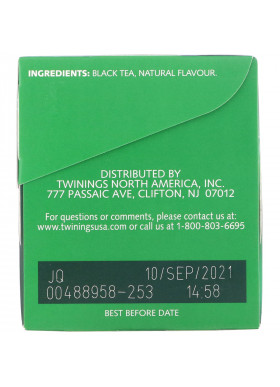 INGREDIENTS: BLACK TEA, NATURAL FLAVOUR.
DISTRIBUTED BY
TWININGS NORTH AMERICA, INC.
777 PASSAIC AVE, CLIFTON, NJ 07012
For questions or comments, please contact us at
www.twiningsusa.com or call us at 1-800-803-6695
JQ 10/SEP/2021
00488958-253 14 58
BEST BEFORE DATE